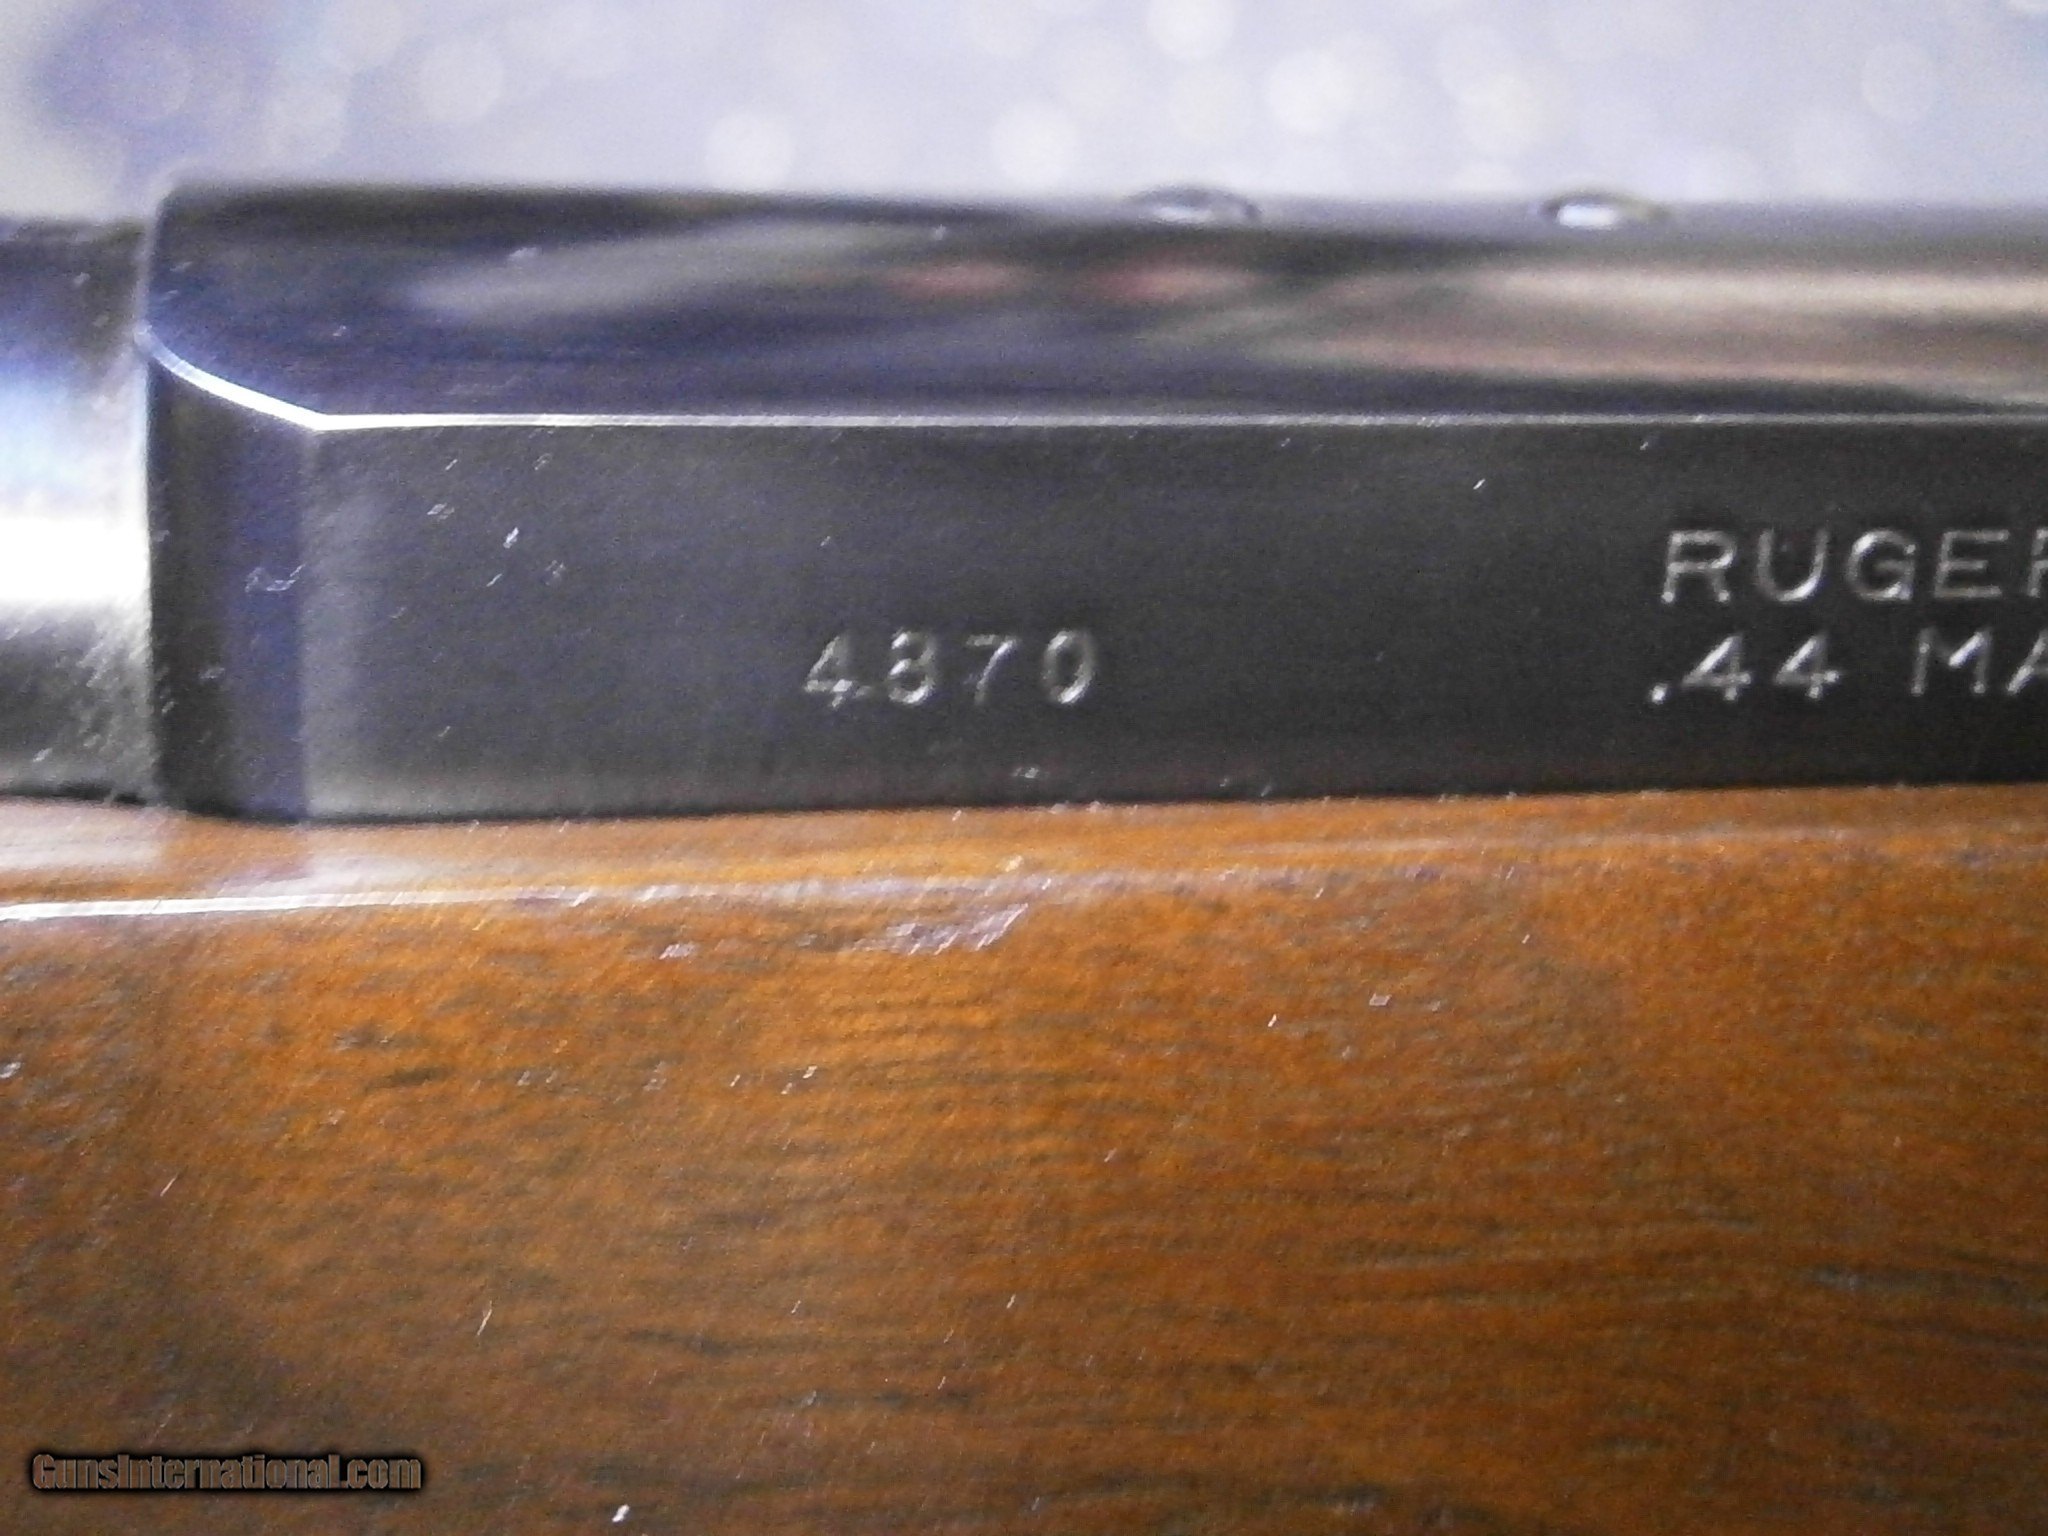 4370
RUGER
.44 MA
GunsInternational.com